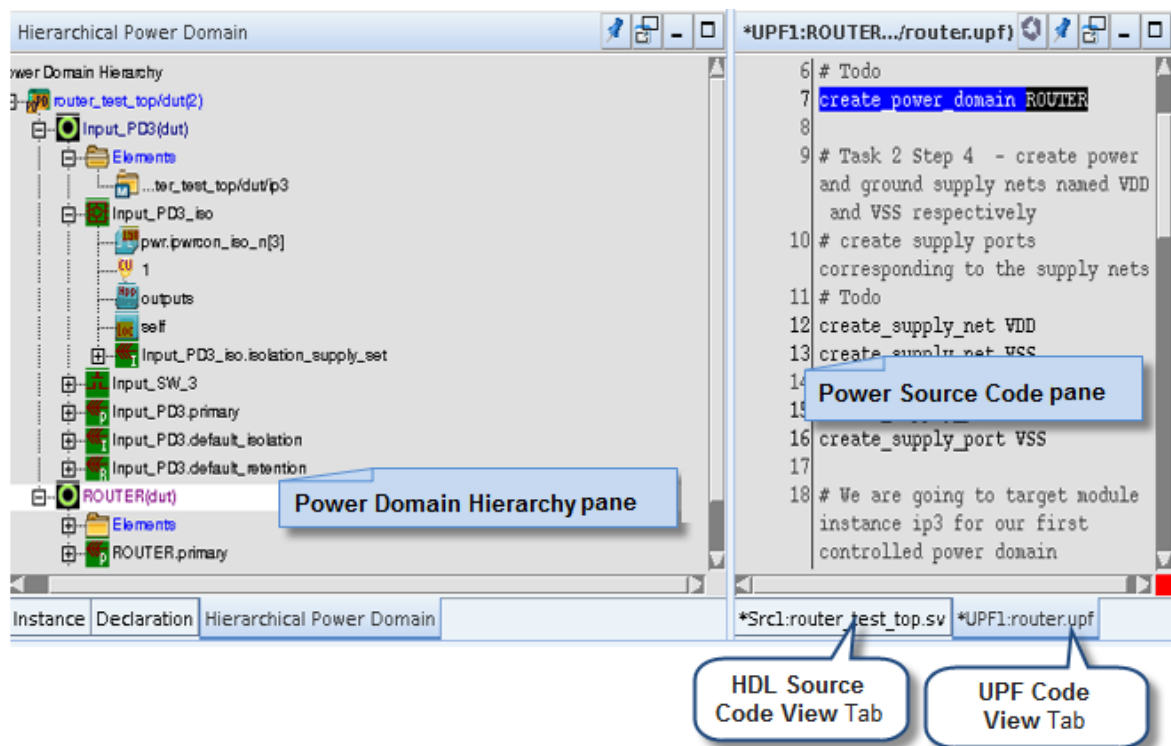 Hierarchical Power Domain
ower Domain Hierarchy
router_test_top/dut(2)
Input_PD3(dut)
Elements
...ter_test_top/dut/ip3
Input_PD3_iso
pwr.ipwrcon_iso_n[3]
1
outputs
self
Input_PD3_iso.isolation_supply_set
Input_SW_3
Input_PD3.primary
Input_PD3.default_isolation
Input_PD3.default_retention
ROUTER(dut)
Elements
ROUTER.primary
Power Domain Hierarchy pane
Instance Declaration Hierarchical Power Domain
*UPF1:ROUTER.../router.upf)
6 # Todo
7 create_power_domain ROUTER
8
9 # Task 2 Step 4 - create power
and ground supply nets named VDD
and VSS respectively
10 # create supply ports
corresponding to the supply nets
11 # Todo
12 create_supply_net VDD
13 create_supply_net VSS
14
15
16 create_supply_port VSS
17
18 # We are going to target module
instance ip3 for our first
controlled power domain
Power Source Code pane
*Src1:router_test_top.sv *UPF1:router.upf
HDL Source
Code View Tab
UPF Code
View Tab